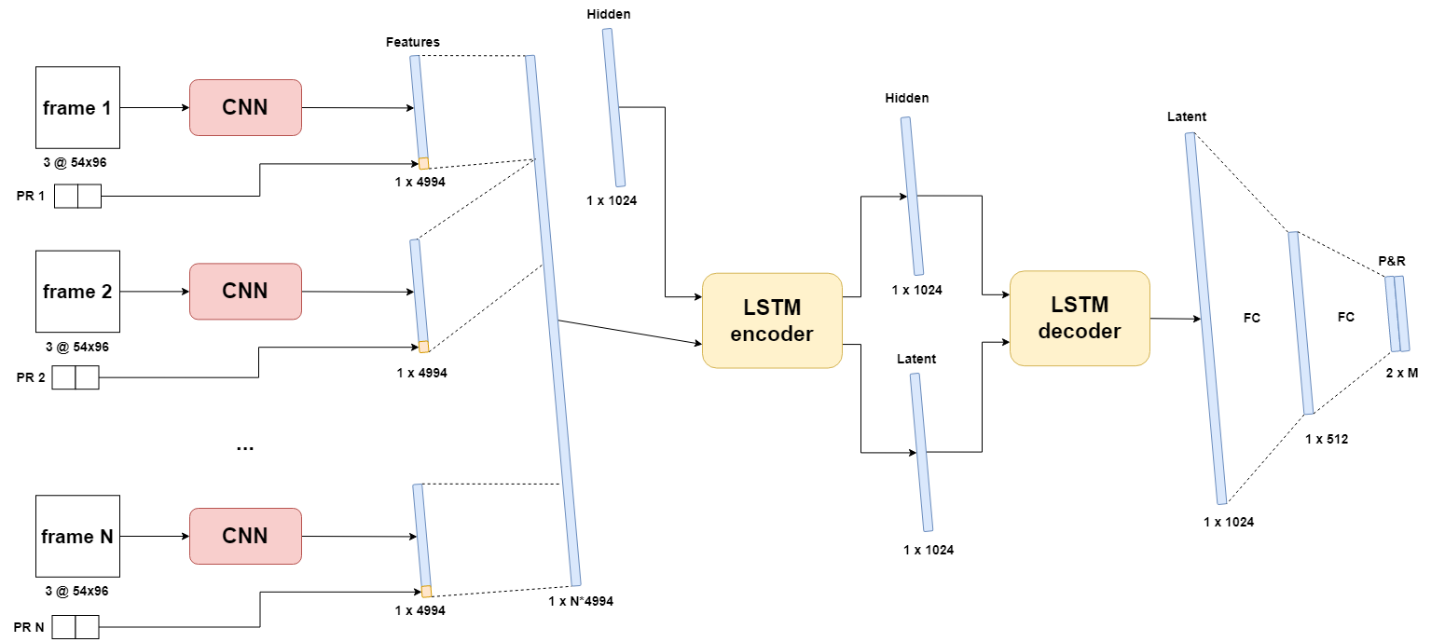 Hidden
Features
frame 1
CNN
3 @ 54x96
PR 1
1 x 4994
1 x 1024
frame 2
CNN
3 @ 54x96
PR 2
1 x 4994
...
frame N
CNN
3 @ 54x96
PR N
1 x 4994
1 x N*4994
LSTM
encoder
Hidden
1 x 1024
Latent
1 x 1024
LSTM
decoder
Latent
1 x 1024
FC
1 x 512
FC
P&R
2 x M